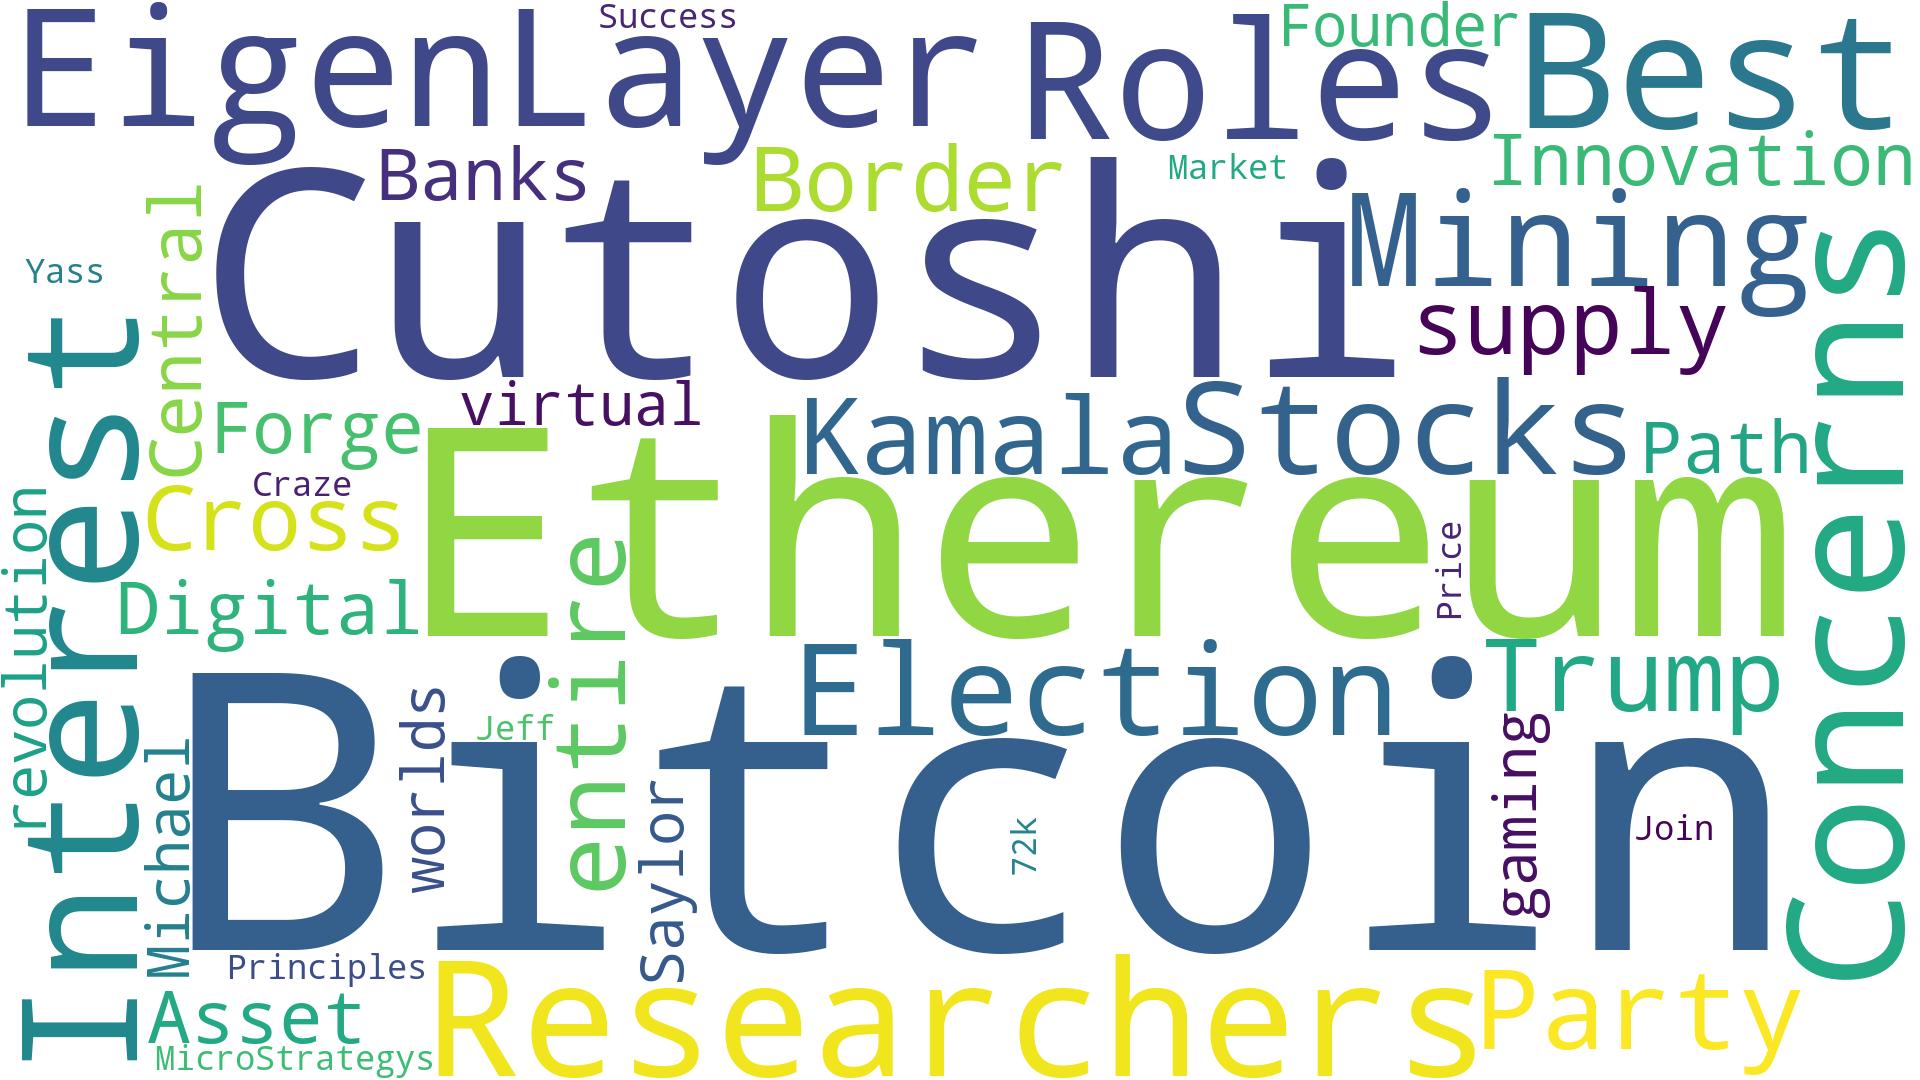 EigenLayer
Success
Roles
Founder
Best
Banks
Border
Market
Innovation
Cutoshi
Mining
Central
Yass
supply
Concerns
Interest
virtual
Kamala
Stocks
Path
Forge
Craze
Cross
Ethereum
revolution
entire
Price
Digital
Election
Trump
Bitcoin
worlds
Jeff
gaming
Michael
Saylor
72k
Join
Principles
Researchers
Party
Asset
MicroStrategys